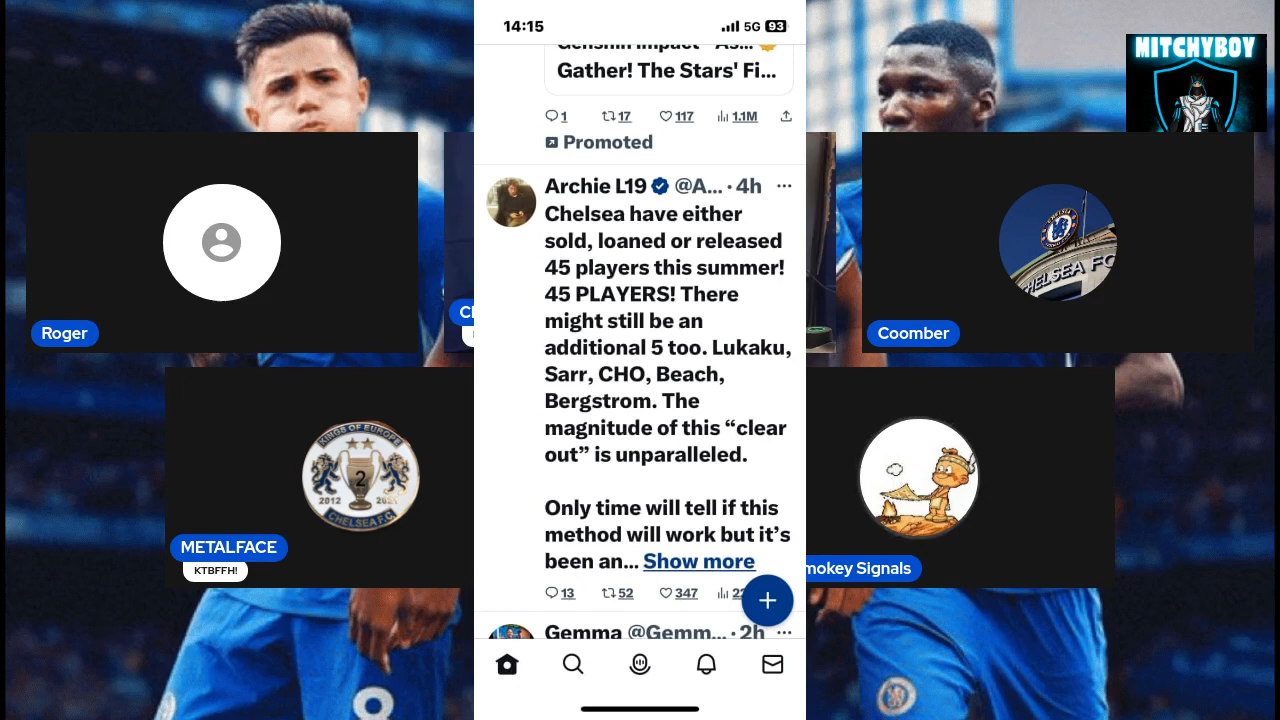 14:15
5G
93
Genshin Impact
Gather! The Stars' Fi...
1
17
117
1.1M
Promoted
MITCHYBOY
Archie L19 @A... · 4h
Chelsea have either
sold, loaned or released
45 players this summer!
45 PLAYERS! There
might still be an
additional 5 too. Lukaku,
Sarr, CHO, Beach,
Bergstrom. The
magnitude of this “clear
out” is unparalleled.
Only time will tell if this
method will work but it’s
been an... Show more
13
52
347
Gemma @Gemm... · 2h
Roger
CHELSEA FC
Coomber
KINGS OF EUROPE
2
2012
CHELSEA F.C
METALFACE
KTBFFH!
Signals
8